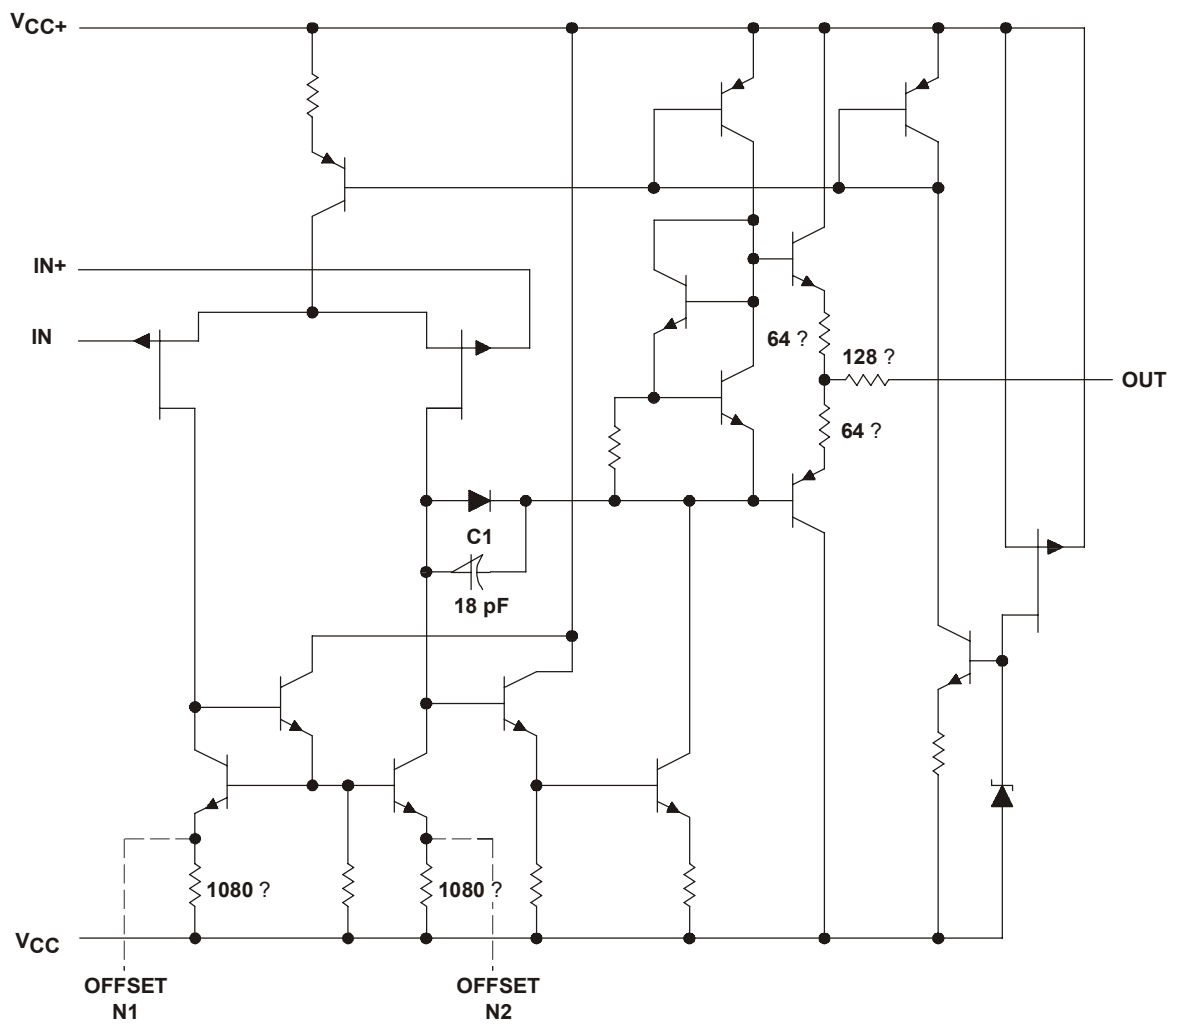 VCC+
IN+
IN
64 ?
128 ?
OUT
64 ?
C1
18 pF
1080 ?
1080 ?
VCC
OFFSET
N1
OFFSET
N2